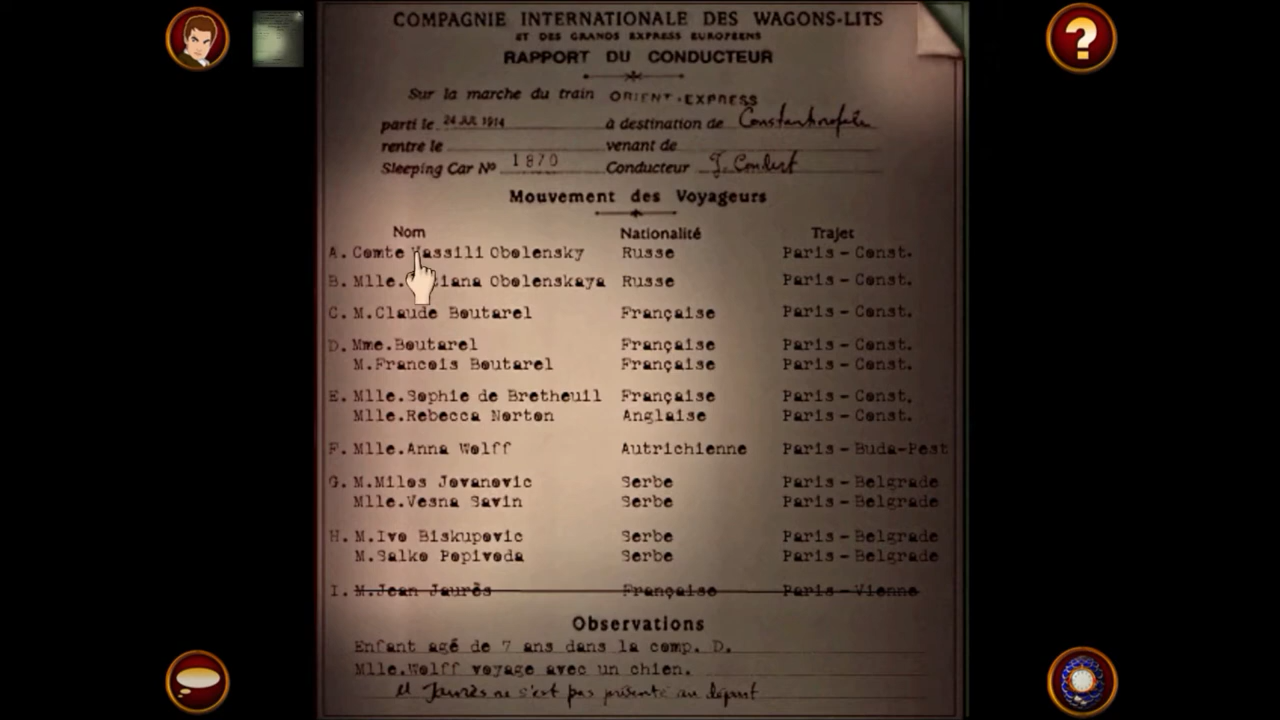 COMPAGNIE INTERNATIONALE DES WAGONS-LITS
ET DES GRANDS EXPRESS EUROPÉENS
RAPPORT DU CONDUCTEUR
Sur la marche du train ORIENT-EXPRESS
parti le 24 JUL 1914 à destination de Constantinople
rentre le venant de
Sleeping Car No 1870 Conducteur J. Condert
Mouvement des Voyageurs
Nom Nationalité Trajet
A. Comte Vassili Obolensky Russe Paris - Const.
B. Mlle. Obolenskaya Russe Paris - Const.
C. M.Claude Boutarel Française Paris - Const.
D. Mme.Boutarel Française Paris - Const.
M.Francois Boutarel Française Paris - Const.
E. Mlle.Sophie de Bretheuil Française Paris - Const.
Mlle.Rebecca Norton Anglaise Paris - Const.
F. Mlle.Anna Wolff Autrichienne Paris - Buda-Pest
G. M.Milos Jovanovic Serbe Paris - Belgrade
Mlle.Vesna Savin Serbe Paris - Belgrade
H. M.Ivo Biskupovic Serbe Paris - Belgrade
M.Salko Popivoda Serbe Paris - Belgrade
I. M.Jean Jaurès Française Paris - Vienne
Observations
Enfant agé de 7 ans dans la comp. D.
Mlle.Wolff voyage avec un chien.
M Jaurès ne s'est pas présenté au départ
?